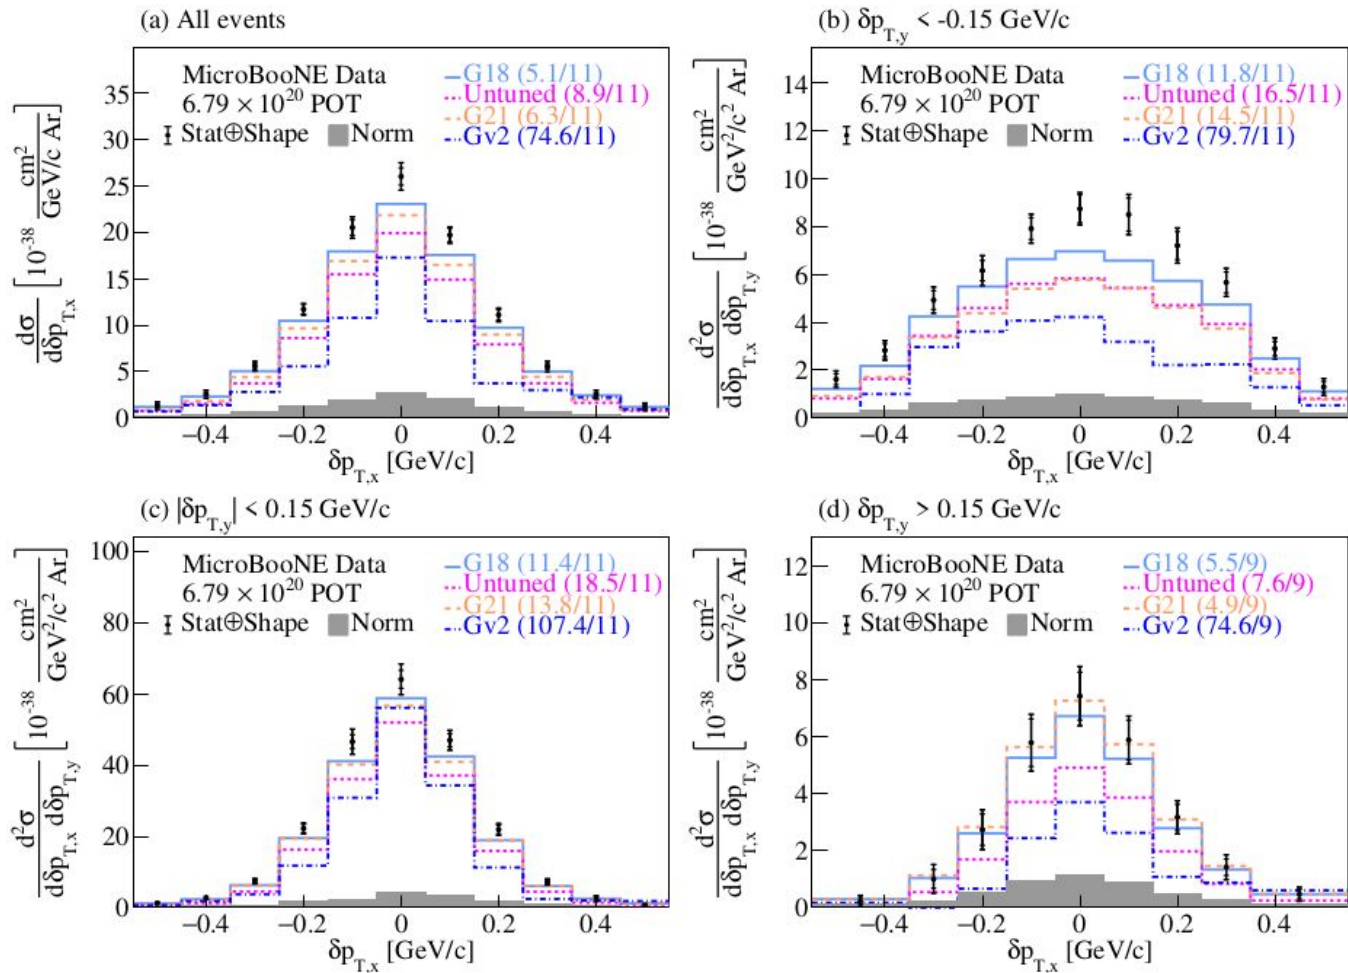 (a) All events
MicroBooNE Data
6.79 × 10²⁰ POT
Stat⊕Shape
Norm
G18 (5.1/11)
Untuned (8.9/11)
G21 (6.3/11)
Gv2 (74.6/11)
dσ/dδp_T,x [10⁻³⁸ cm²/GeV/c Ar]
35
30
25
20
15
10
5
0
−0.4 −0.2 0 0.2 0.4
δp_T,x [GeV/c]
(b) δp_T,y < -0.15 GeV/c
MicroBooNE Data
6.79 × 10²⁰ POT
Stat⊕Shape
Norm
G18 (11.8/11)
Untuned (16.5/11)
G21 (14.5/11)
Gv2 (79.7/11)
d²σ/dδp_T,x dδp_T,y [10⁻³⁸ cm²/GeV²/c² Ar]
14
12
10
8
6
4
2
0
−0.4 −0.2 0 0.2 0.4
δp_T,x [GeV/c]
(c) |δp_T,y| < 0.15 GeV/c
MicroBooNE Data
6.79 × 10²⁰ POT
Stat⊕Shape
Norm
G18 (11.4/11)
Untuned (18.5/11)
G21 (13.8/11)
Gv2 (107.4/11)
d²σ/dδp_T,x dδp_T,y [10⁻³⁸ cm²/GeV²/c² Ar]
100
80
60
40
20
0
−0.4 −0.2 0 0.2 0.4
δp_T,x [GeV/c]
(d) δp_T,y > 0.15 GeV/c
MicroBooNE Data
6.79 × 10²⁰ POT
Stat⊕Shape
Norm
G18 (5.5/9)
Untuned (7.6/9)
G21 (4.9/9)
Gv2 (74.6/9)
d²σ/dδp_T,x dδp_T,y [10⁻³⁸ cm²/GeV²/c² Ar]
12
10
8
6
4
2
0
−0.4 −0.2 0 0.2 0.4
δp_T,x [GeV/c]